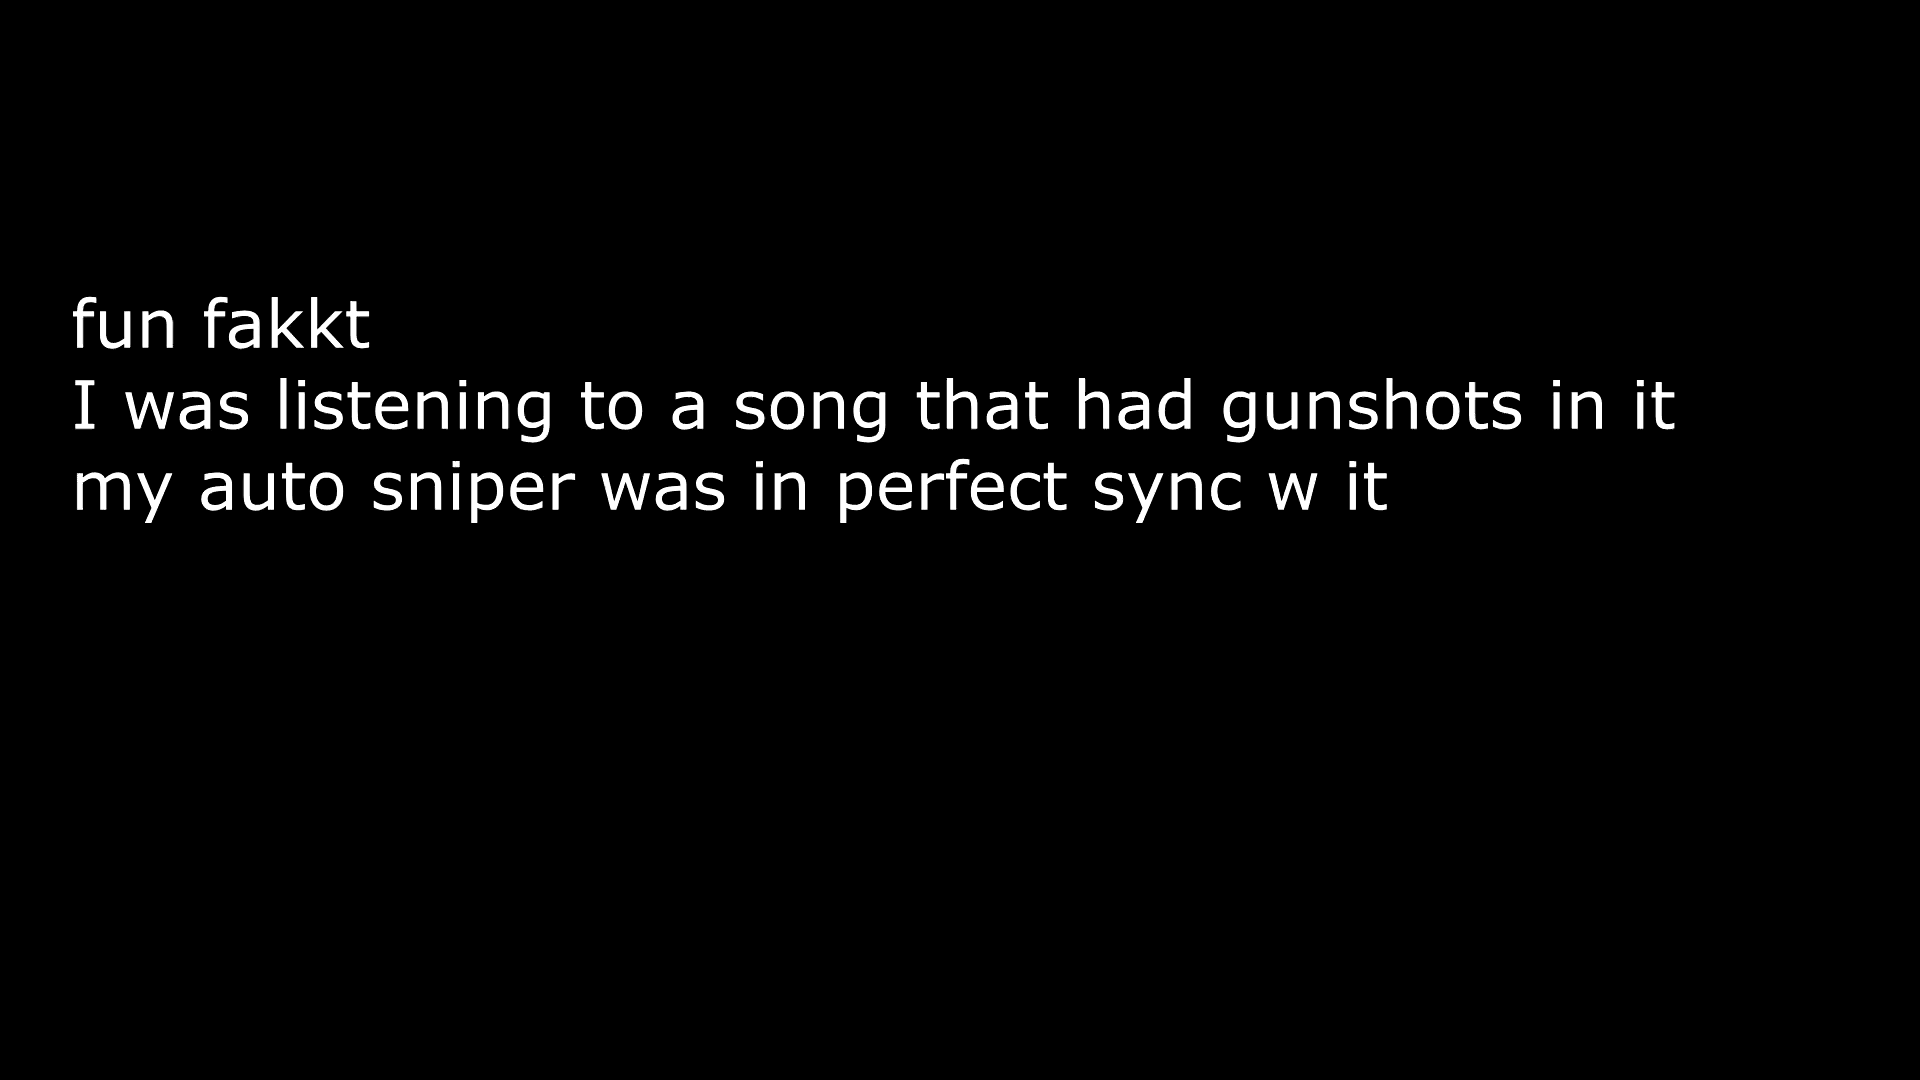 fun fakkt
I was listening to a song that had gunshots in it
my auto sniper was in perfect sync w it